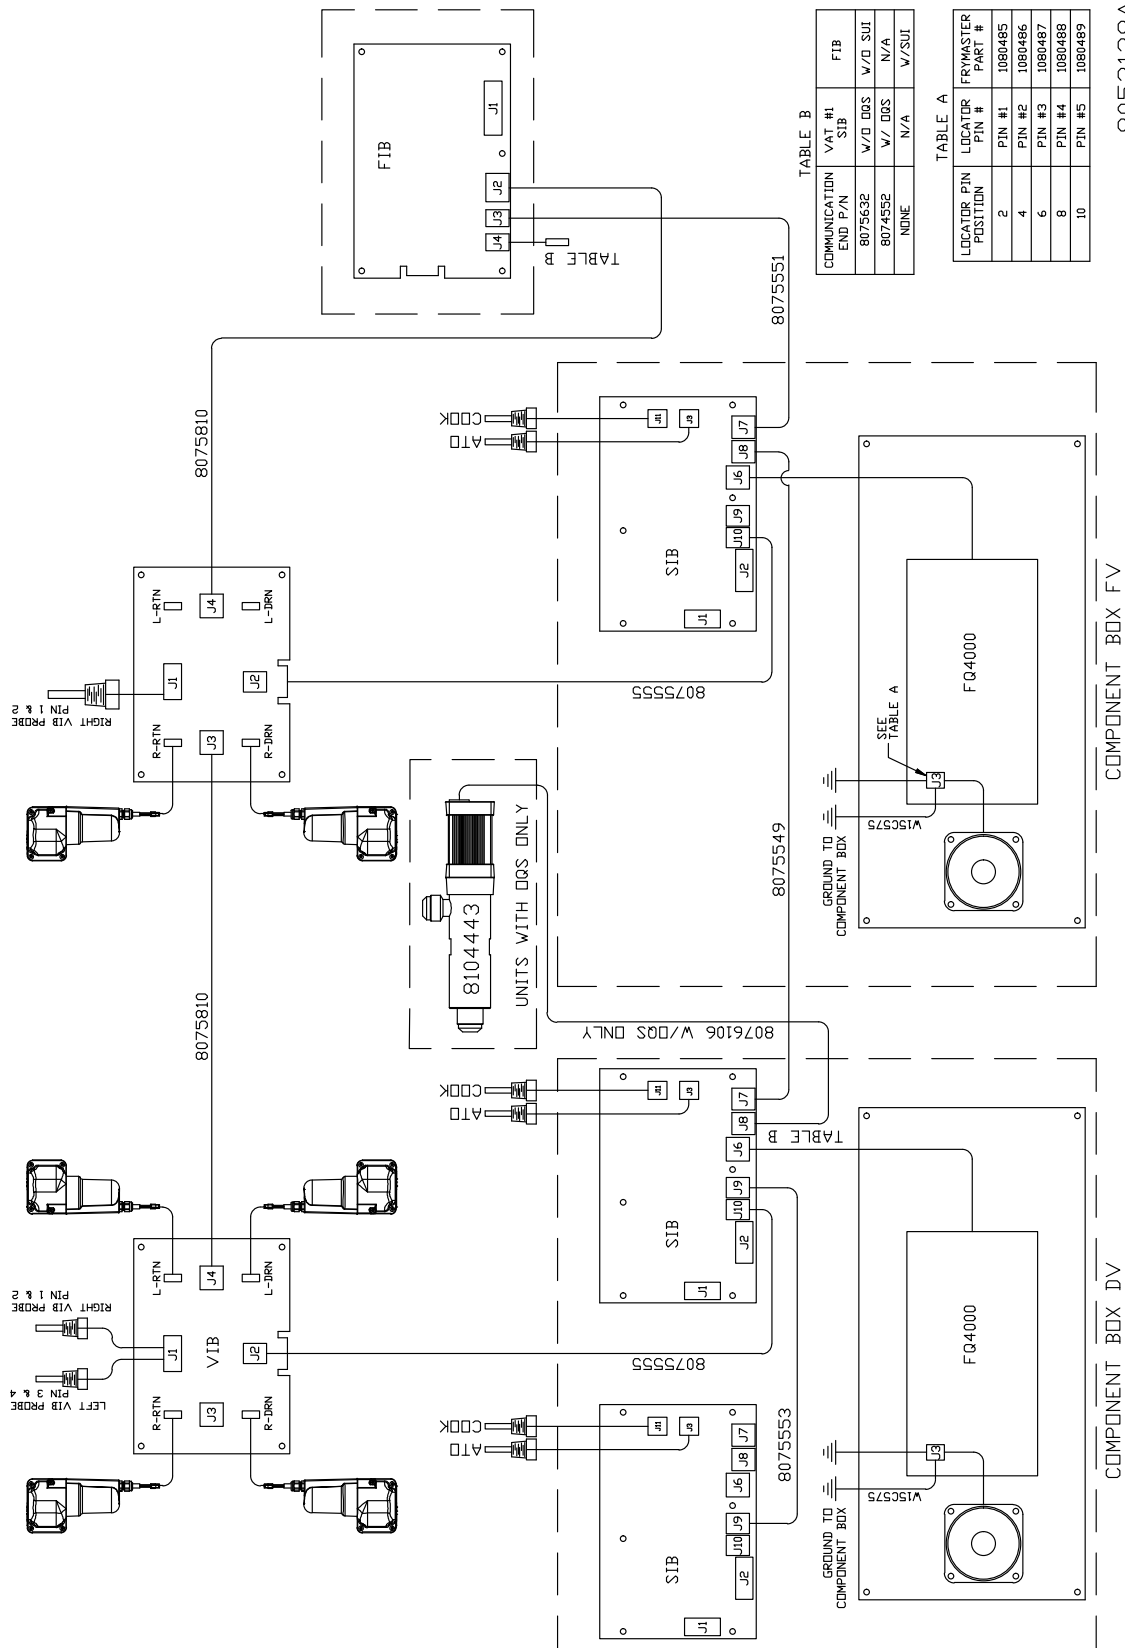 FIB
J1
J2
J3
J4
TABLE B
8075810
8075551
TABLE B
COMMUNICATION END P/N | VAT #1 SIB | FIB
8075632 | W/O OQS | W/O SUI
8074552 | W/ OQS | N/A
NONE | N/A | W/SUI
TABLE A
LOCATOR PIN POSITION | LOCATOR PIN # | FRYMASTER PART #
2 | PIN #1 | 1080485
4 | PIN #2 | 1080486
6 | PIN #3 | 1080487
8 | PIN #4 | 1080488
10 | PIN #5 | 1080489
RIGHT VIB PROBE
PIN 1 & 2
L-RTN
L-DRN
R-RTN
R-DRN
J1
J2
J3
J4
COOK
ATO
SIB
J11
J3
J7
J8
J6
J9
J10
J2
J1
8075555
8075549
FQ4000
SEE
TABLE A
J3
W15C575
GROUND TO
COMPONENT BOX
COMPONENT BOX FV
8104443
UNITS WITH OQS ONLY
8076106 W/OQS ONLY
8075810
RIGHT VIB PROBE
PIN 1 & 2
LEFT VIB PROBE
PIN 3 & 4
L-RTN
L-DRN
R-RTN
R-DRN
VIB
J1
J2
J3
J4
COOK
ATO
SIB
J11
J3
J7
J8
J6
J9
J10
J2
J1
TABLE B
8075555
COOK
ATO
SIB
J11
J3
J7
J8
J6
J9
J10
J2
J1
8075553
FQ4000
J3
W15C575
GROUND TO
COMPONENT BOX
COMPONENT BOX DV